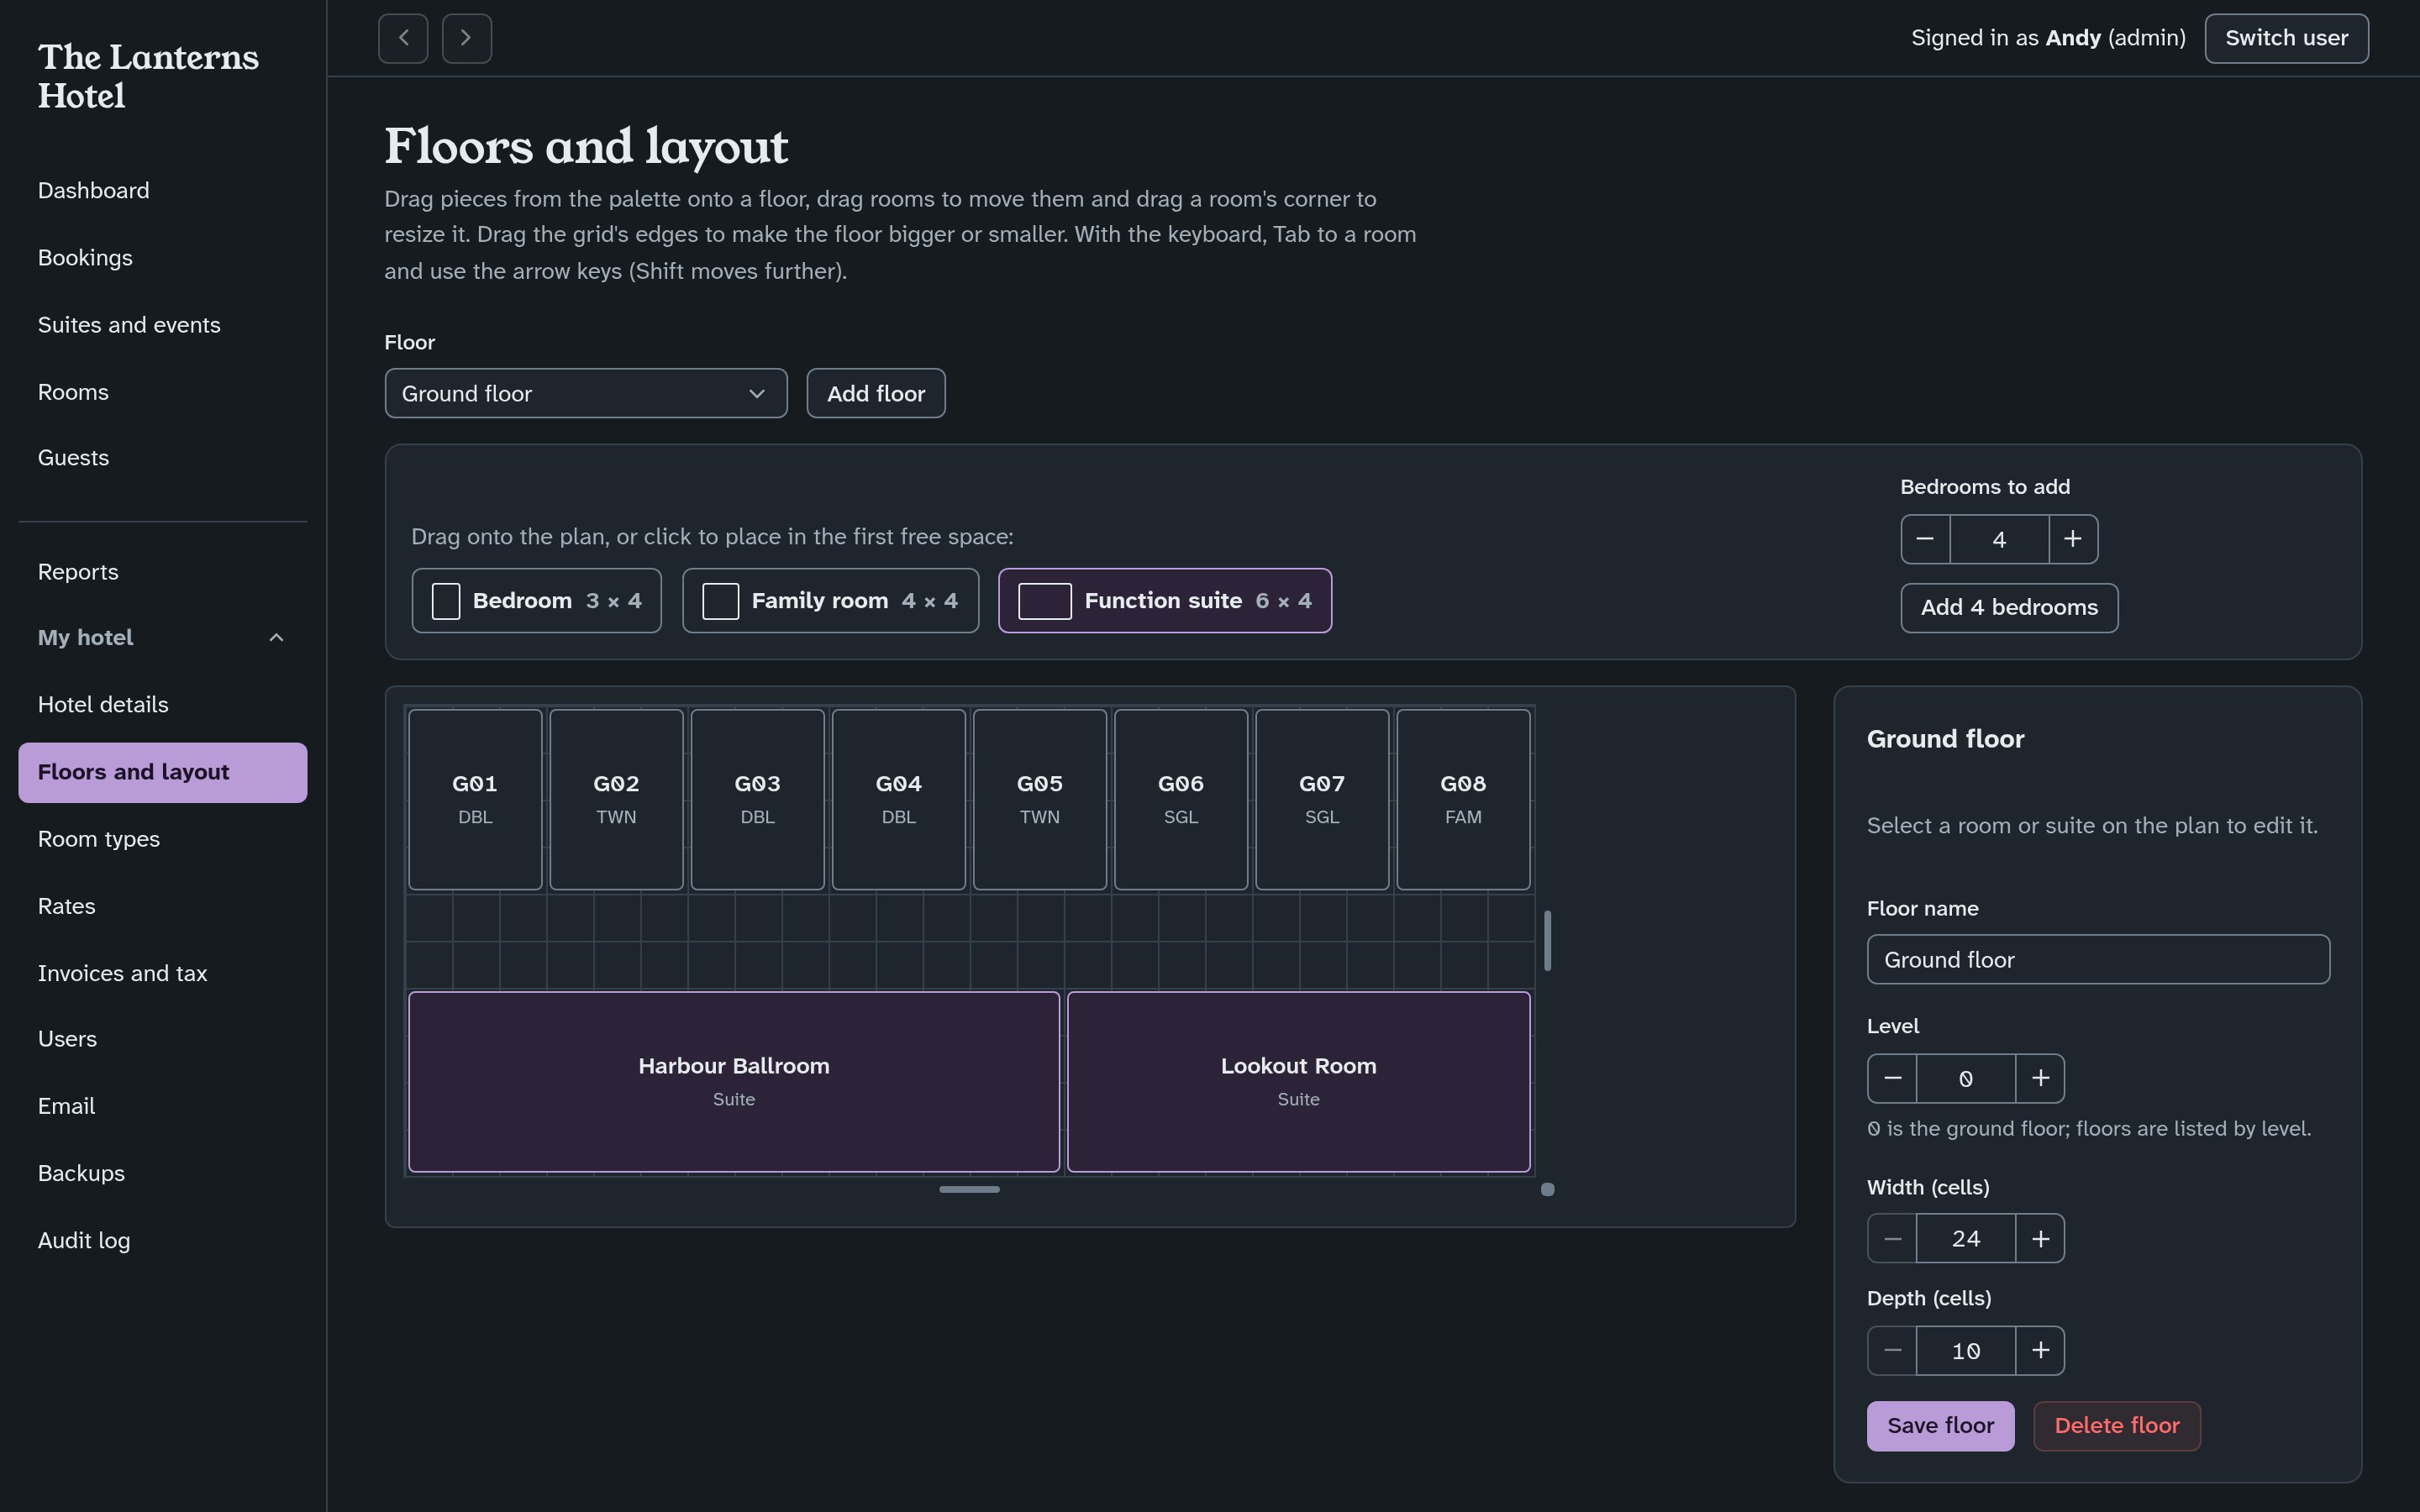 The Lanterns
Hotel
Dashboard
Bookings
Suites and events
Rooms
Guests
Reports
My hotel
Hotel details
Floors and layout
Room types
Rates
Invoices and tax
Users
Email
Backups
Audit log
Signed in as Andy (admin)
Switch user
Floors and layout
Drag pieces from the palette onto a floor, drag rooms to move them and drag a room's corner to
resize it. Drag the grid's edges to make the floor bigger or smaller. With the keyboard, Tab to a room
and use the arrow keys (Shift moves further).
Floor
Ground floor
Add floor
Drag onto the plan, or click to place in the first free space:
Bedroom 3 × 4
Family room 4 × 4
Function suite 6 × 4
Bedrooms to add
− 4 +
Add 4 bedrooms
G01
DBL
G02
TWN
G03
DBL
G04
DBL
G05
TWN
G06
SGL
G07
SGL
G08
FAM
Harbour Ballroom
Suite
Lookout Room
Suite
Ground floor
Select a room or suite on the plan to edit it.
Floor name
Ground floor
Level
− 0 +
0 is the ground floor; floors are listed by level.
Width (cells)
− 24 +
Depth (cells)
− 10 +
Save floor
Delete floor